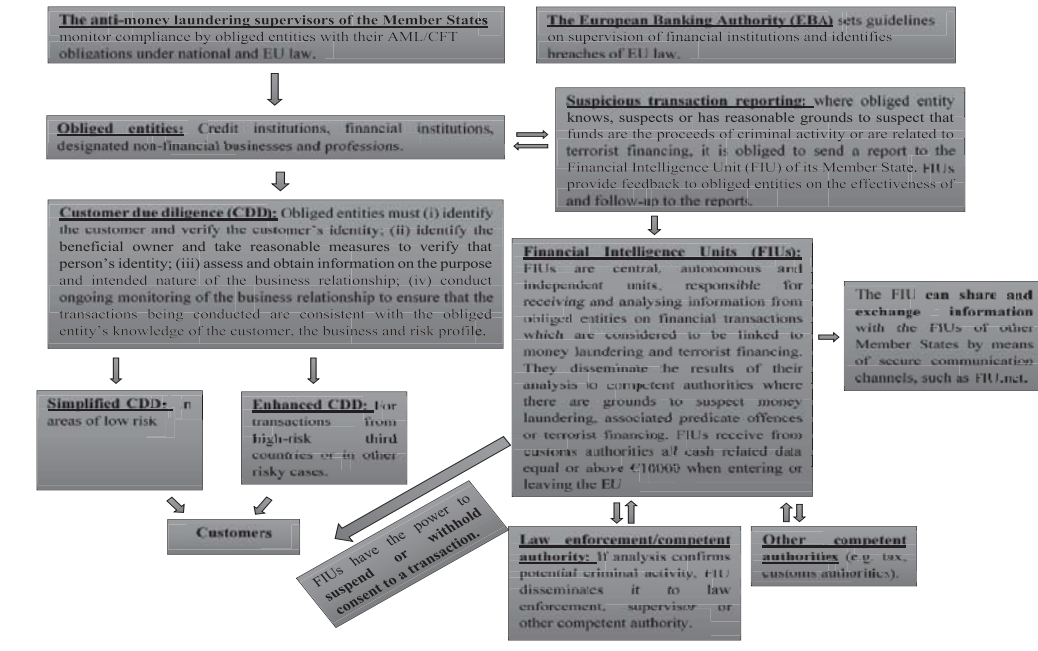 The anti-money laundering supervisors of the Member States
monitor compliance by obliged entities with their AML/CFT
obligations under national and EU law.
The European Banking Authority (EBA) sets guidelines
on supervision of financial institutions and identifies
breaches of EU law.
Obliged entities: Credit institutions, financial institutions,
designated non-financial businesses and professions.
Suspicious transaction reporting: where obliged entity
knows, suspects or has reasonable grounds to suspect that
funds are the proceeds of criminal activity or are related to
terrorist financing, it is obliged to send a report to the
Financial Intelligence Unit (FIU) of its Member State. FIUs
provide feedback to obliged entities on the effectiveness of
and follow-up to the reports.
Customer due diligence (CDD): Obliged entities must (i) identify
the customer and verify the customer's identity; (ii) identify the
beneficial owner and take reasonable measures to verify that
person's identity; (iii) assess and obtain information on the purpose
and intended nature of the business relationship; (iv) conduct
ongoing monitoring of the business relationship to ensure that the
transactions being conducted are consistent with the obliged
entity's knowledge of the customer, the business and risk profile.
Financial Intelligence Units (FIUs):
FIUs are central, autonomous and
independent units, responsible for
receiving and analysing information from
obliged entities on financial transactions
which are considered to be linked to
money laundering and terrorist financing.
They disseminate the results of their
analysis to competent authorities where
there are grounds to suspect money
laundering, associated predicate offences
or terrorist financing. FIUs receive from
customs authorities all cash related data
equal or above €10000 when entering or
leaving the EU
The FIU can share and
exchange information
with the FIUs of other
Member States by means
of secure communication
channels, such as FIU.net.
Simplified CDD-
areas of low risk
Enhanced CDD: For
transactions from
high-risk third
countries or in other
risky cases.
Customers
FIUs have the power to
suspend or withhold
consent to a transaction.
Law enforcement/competent
authority: If analysis confirms
potential criminal activity, FIU
disseminates it to law
enforcement, supervisor or
other competent authority.
Other competent
authorities (e.g. tax,
customs authorities).